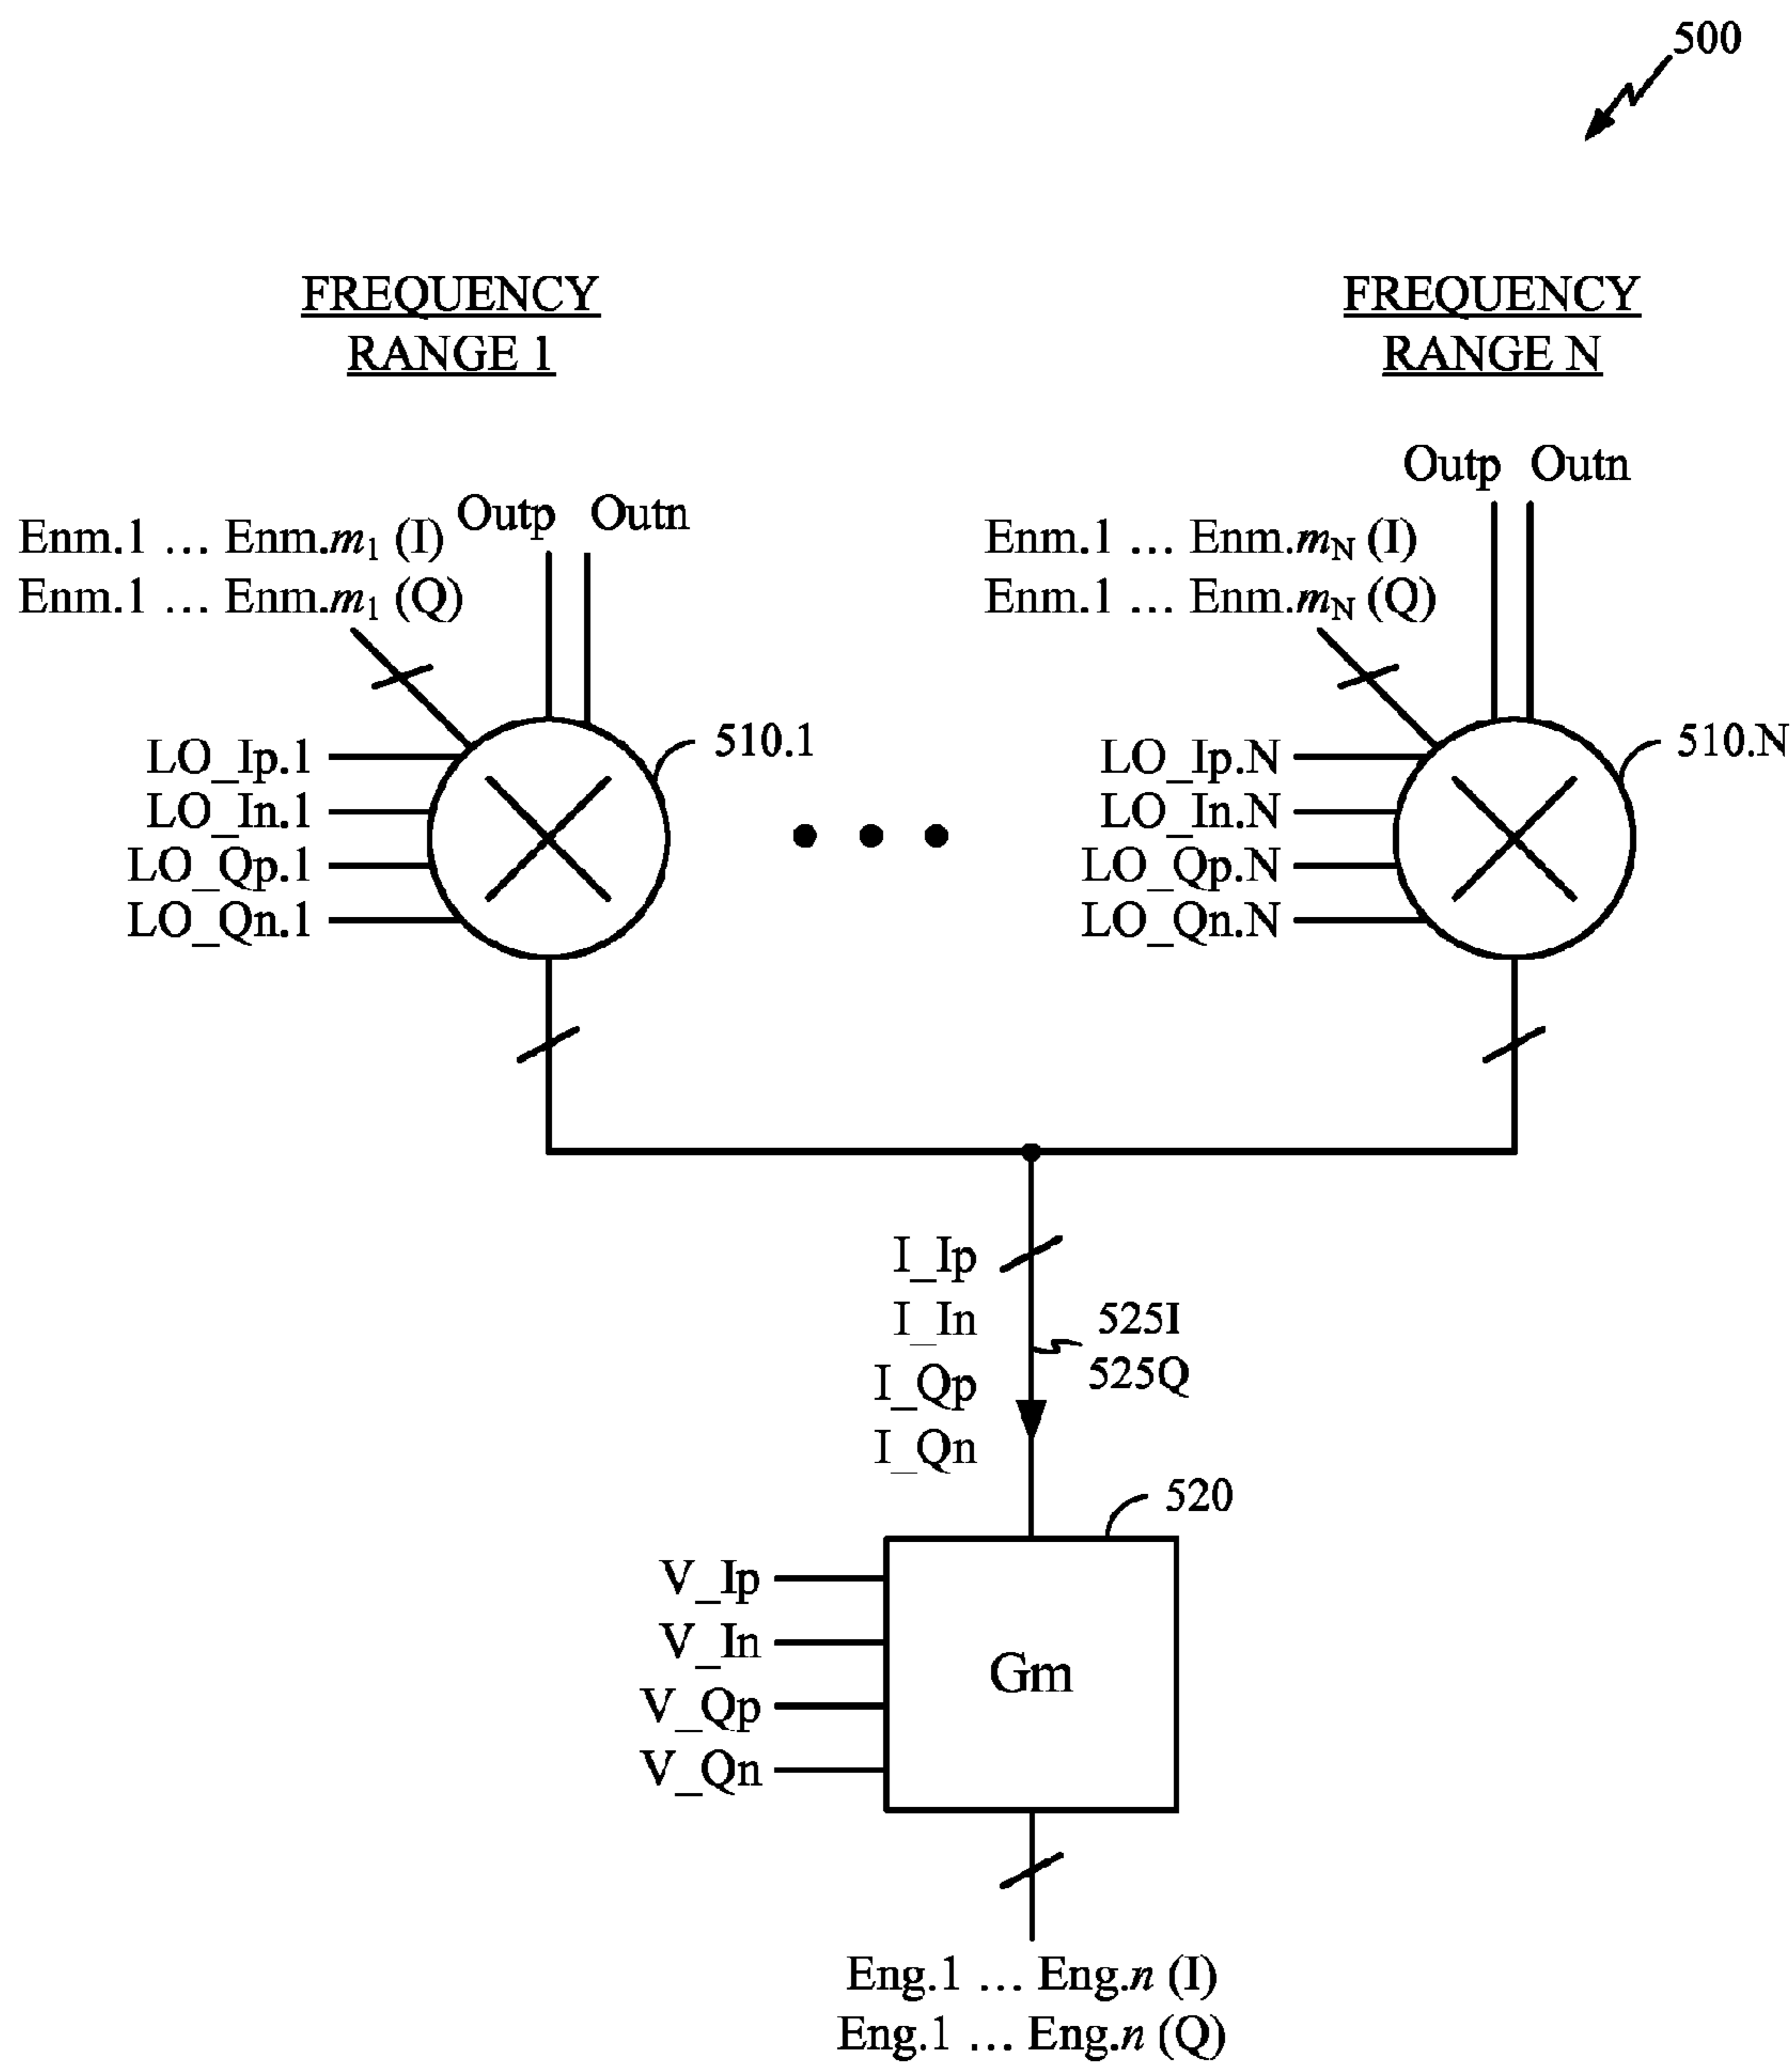 500
FREQUENCY
RANGE 1
FREQUENCY
RANGE N
Outp Outn
Enm.1 ... Enm.m₁ (I)
Enm.1 ... Enm.m₁ (Q)
Outp Outn
Enm.1 ... Enm.m_N (I)
Enm.1 ... Enm.m_N (Q)
510.1
LO_Ip.1
LO_In.1
LO_Qp.1
LO_Qn.1
510.N
LO_Ip.N
LO_In.N
LO_Qp.N
LO_Qn.N
I_Ip
I_In
I_Qp
I_Qn
525I
525Q
520
V_Ip
V_In
V_Qp
V_Qn
Gm
Eng.1 ... Eng.n (I)
Eng.1 ... Eng.n (Q)